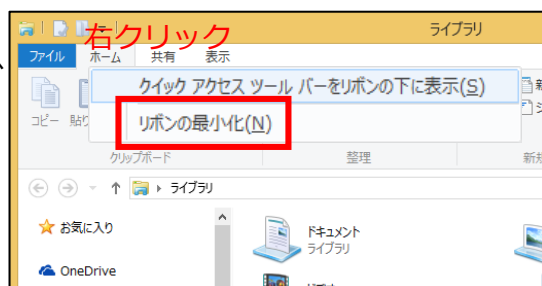 右クリック
ライブラリ
ファイル ホーム 共有 表示
クイック アクセス ツール バーをリボンの下に表示(S)
リボンの最小化(N)
コピー 貼り
クリップボード 整理 新規
ライブラリ
お気に入り
ドキュメント
ライブラリ
OneDrive